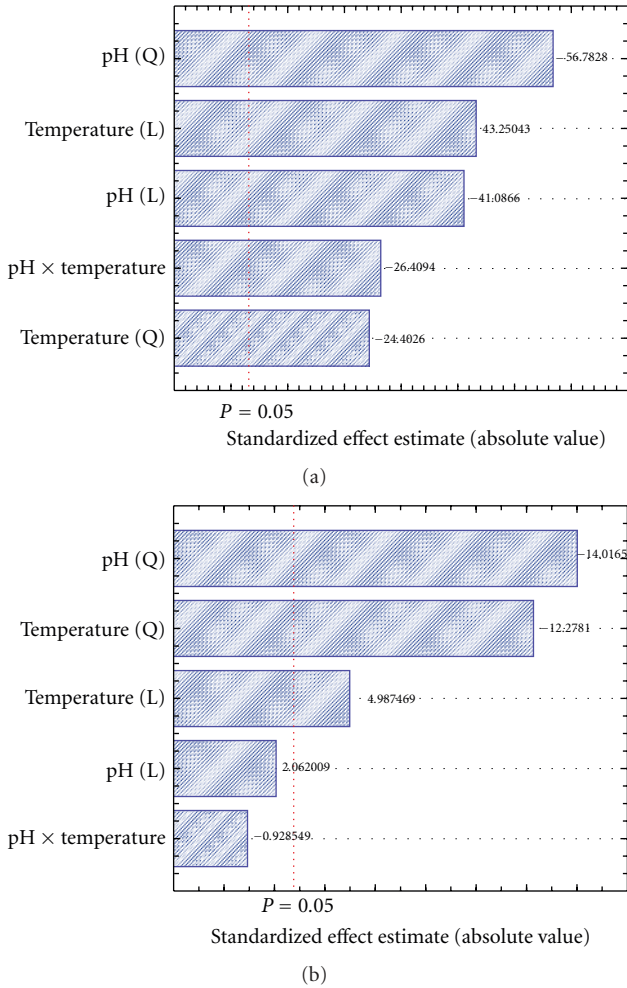 pH (Q)
−56.7828
Temperature (L)
43.25043
pH (L)
−41.0866
pH × temperature
−26.4094
Temperature (Q)
−24.4026
P = 0.05
Standardized effect estimate (absolute value)
(a)
pH (Q)
−14.0165
Temperature (Q)
−12.2781
Temperature (L)
4.987469
pH (L)
2.062009
pH × temperature
−0.928549
P = 0.05
Standardized effect estimate (absolute value)
(b)